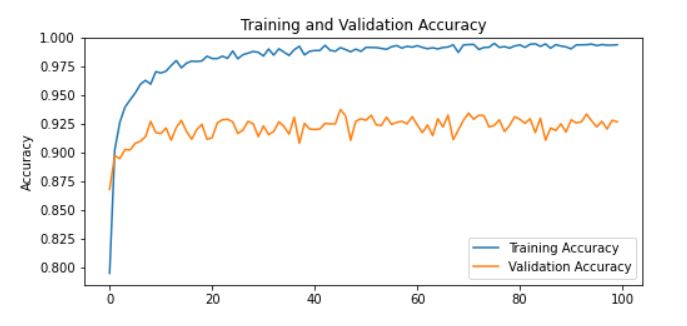 Training and Validation Accuracy
1.000
0.975
0.950
0.925
0.900
0.875
0.850
0.825
0.800
Accuracy
Training Accuracy
Validation Accuracy
0 20 40 60 80 100